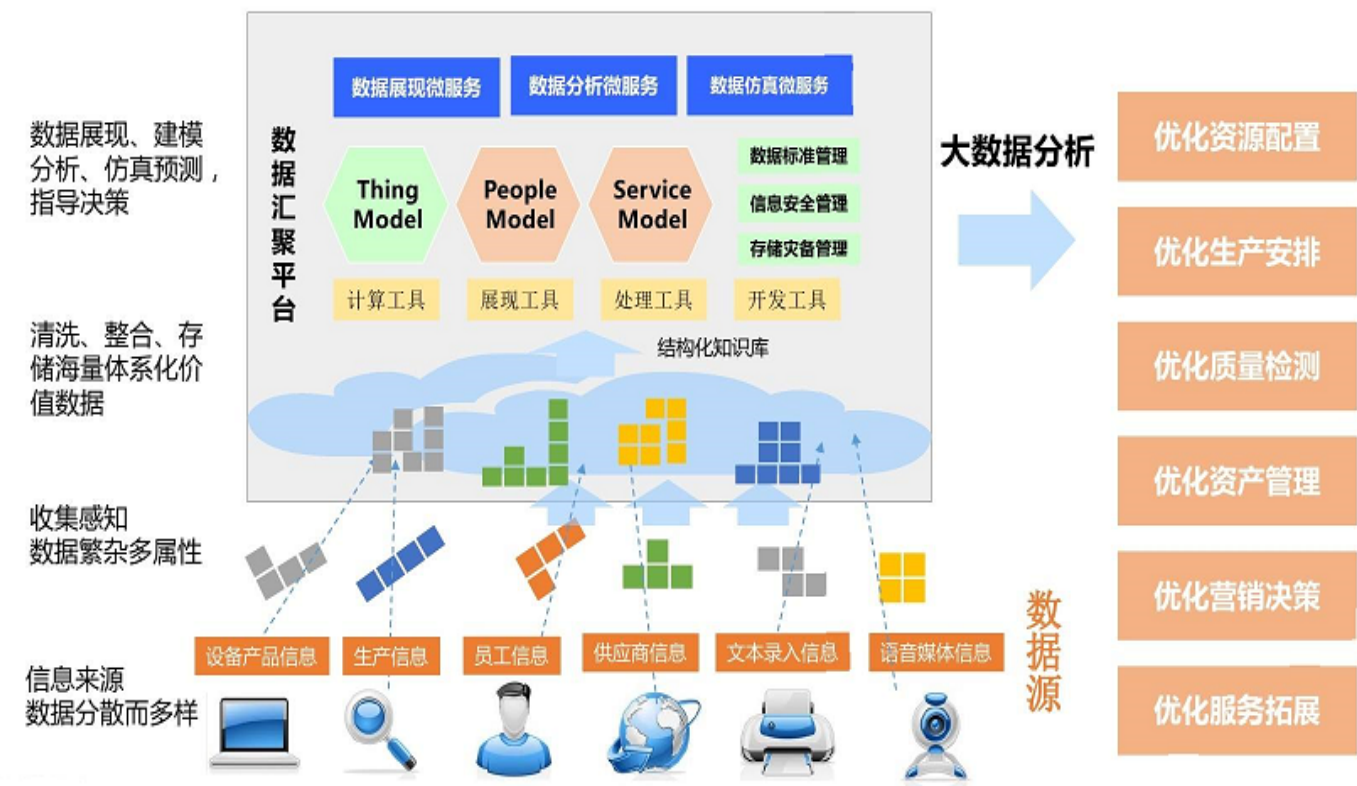 数据展现、建模
分析、仿真预测，
指导决策
清洗、整合、存
储海量体系化价
值数据
收集感知
数据繁杂多属性
信息来源
数据分散而多样
数据汇聚平台
数据展现微服务
数据分析微服务
数据仿真微服务
Thing
Model
People
Model
Service
Model
数据标准管理
信息安全管理
存储灾备管理
计算工具
展现工具
处理工具
开发工具
结构化知识库
设备产品信息
生产信息
员工信息
供应商信息
文本录入信息
语音媒体信息
数据源
大数据分析
优化资源配置
优化生产安排
优化质量检测
优化资产管理
优化营销决策
优化服务拓展